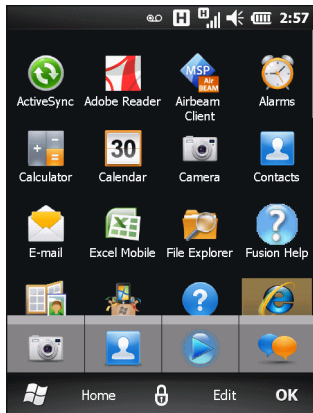 H H 2:57
ActiveSync Adobe Reader Airbeam Client Alarms
MSP
Air
BEAM
Calculator Calendar Camera Contacts
30
E-mail Excel Mobile File Explorer Fusion Help
Home Edit OK